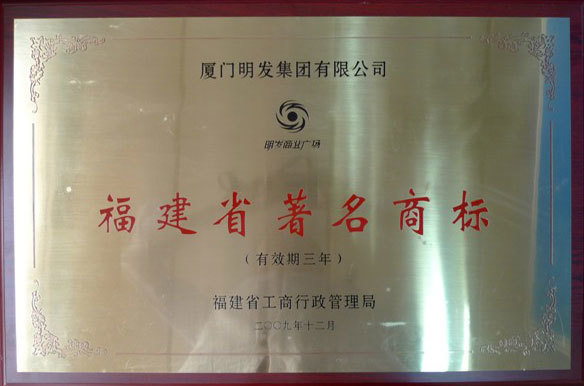 厦门明发集团有限公司
明发商业广场
福建省著名商标
(有效期三年)
福建省工商行政管理局
二〇〇九年十二月